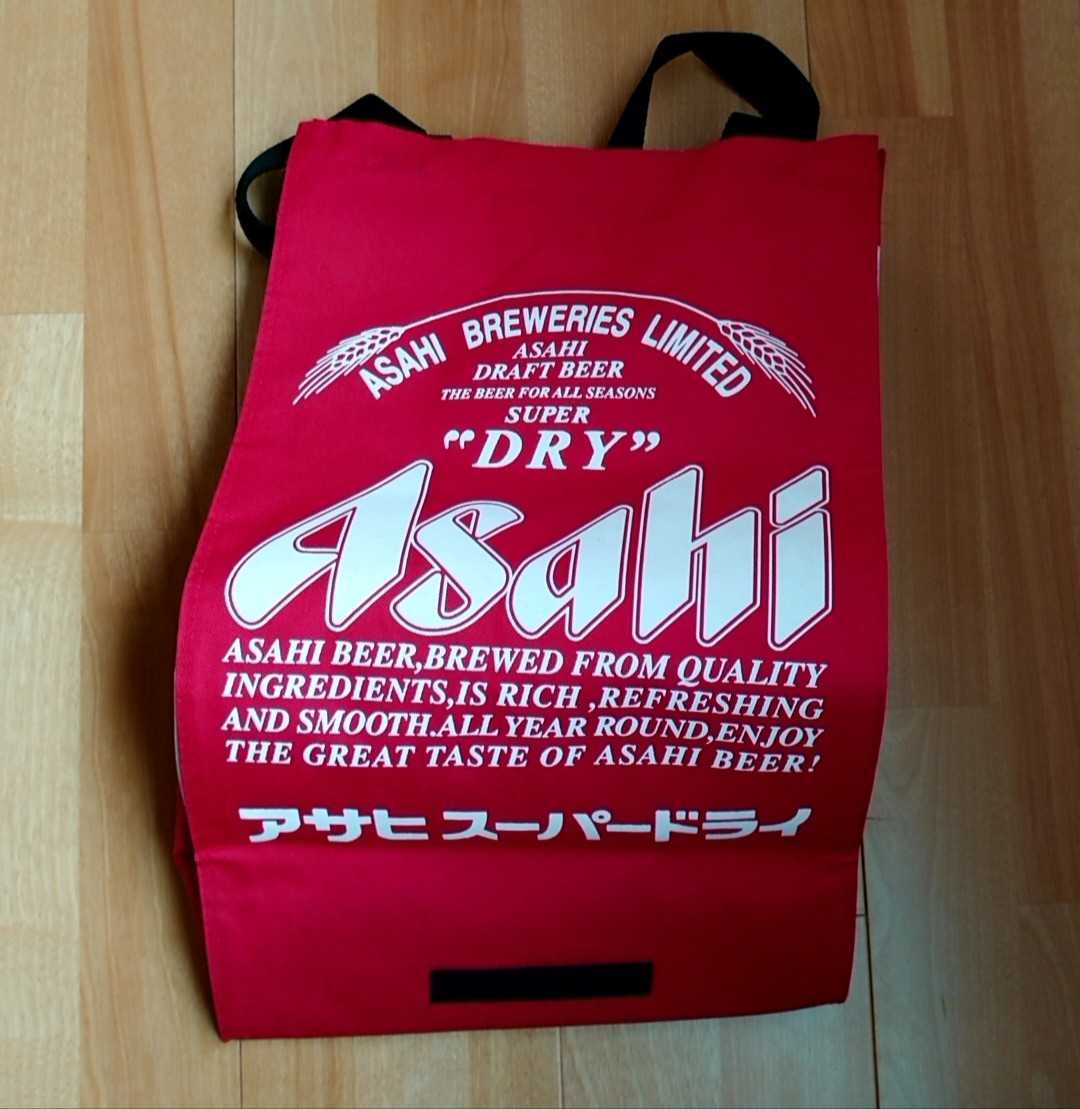 ASAHI BREWERIES LIMITED
ASAHI
DRAFT BEER
THE BEER FOR ALL SEASONS
SUPER
“DRY”
Asahi
ASAHI BEER,BREWED FROM QUALITY
INGREDIENTS,IS RICH ,REFRESHING
AND SMOOTH.ALL YEAR ROUND,ENJOY
THE GREAT TASTE OF ASAHI BEER!
アサヒスーパードライ